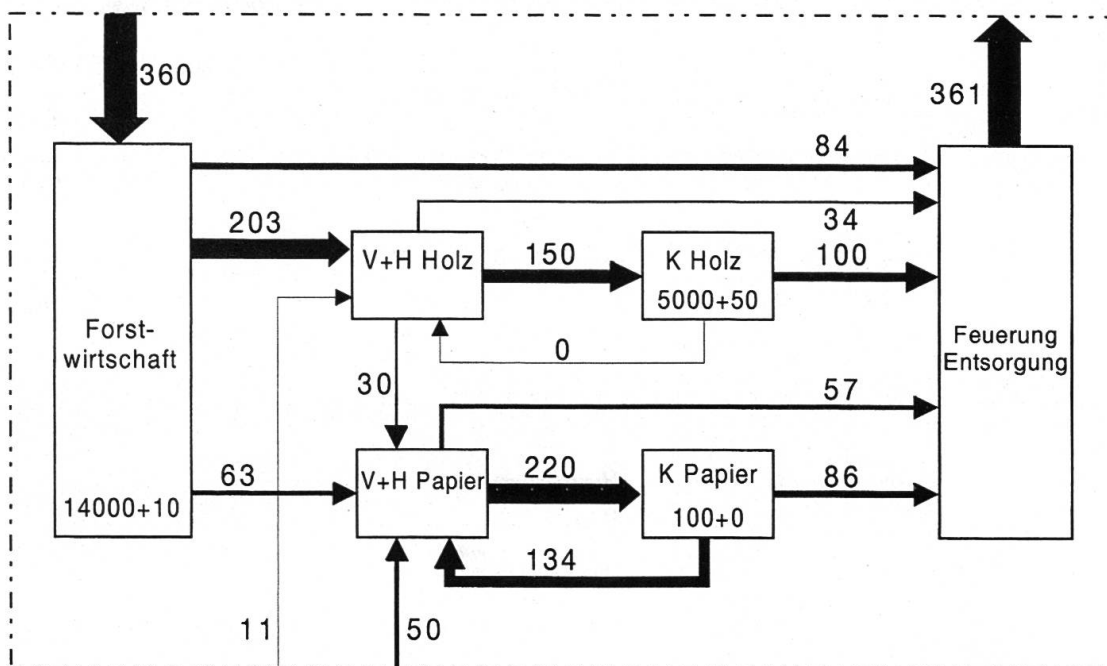 360
361
84
203
34
V+H Holz
150
K Holz
5000+50
100
Forst-
wirtschaft
Feuerung
Entsorgung
0
30
57
63
V+H Papier
220
K Papier
100+0
86
14000+10
134
11
50